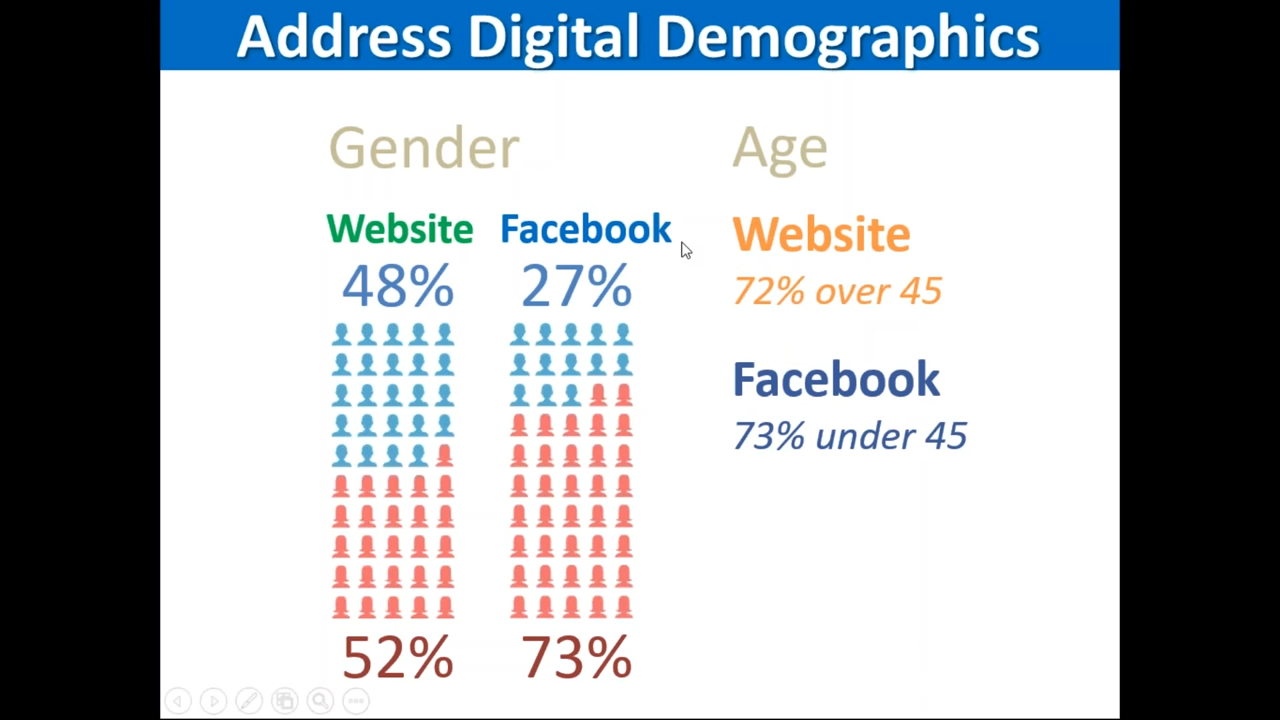 Address Digital Demographics
Gender
Website Facebook
48% 27%
52% 73%
Age
Website
72% over 45
Facebook
73% under 45